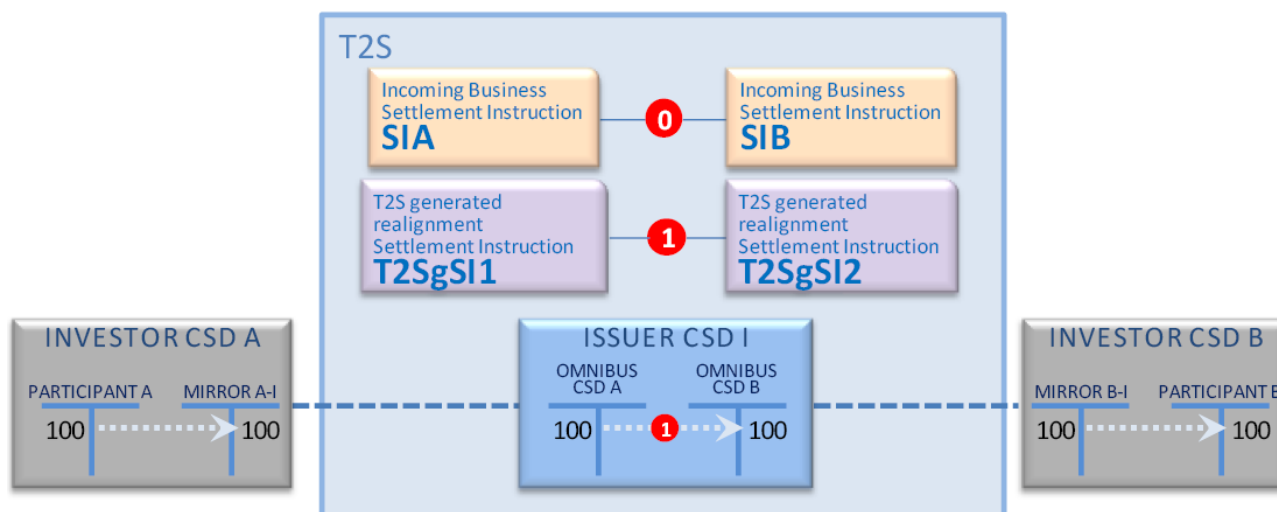 T2S
Incoming Business
Settlement Instruction
SIA
0
Incoming Business
Settlement Instruction
SIB
T2S generated
realignment
Settlement Instruction
T2SgSI1
1
T2S generated
realignment
Settlement Instruction
T2SgSI2
INVESTOR CSD A
PARTICIPANT A
MIRROR A-I
100
100
ISSUER CSD I
OMNIBUS
CSD A
OMNIBUS
CSD B
100
1
100
INVESTOR CSD B
MIRROR B-I
PARTICIPANT B
100
100